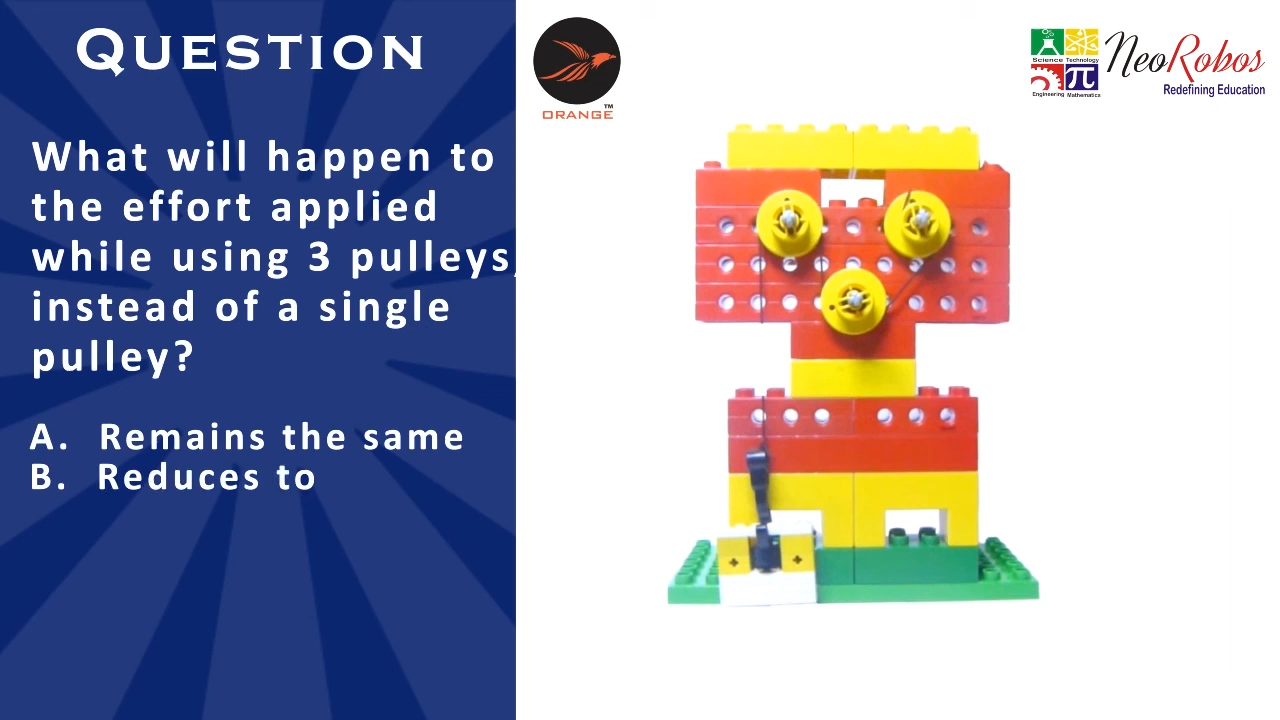 QUESTION
What will happen to
the effort applied
while using 3 pulleys,
instead of a single
pulley?
A. Remains the same
B. Reduces to
ORANGE™
Science Technology
Engineering Mathematics
NeoRobos
Redefining Education